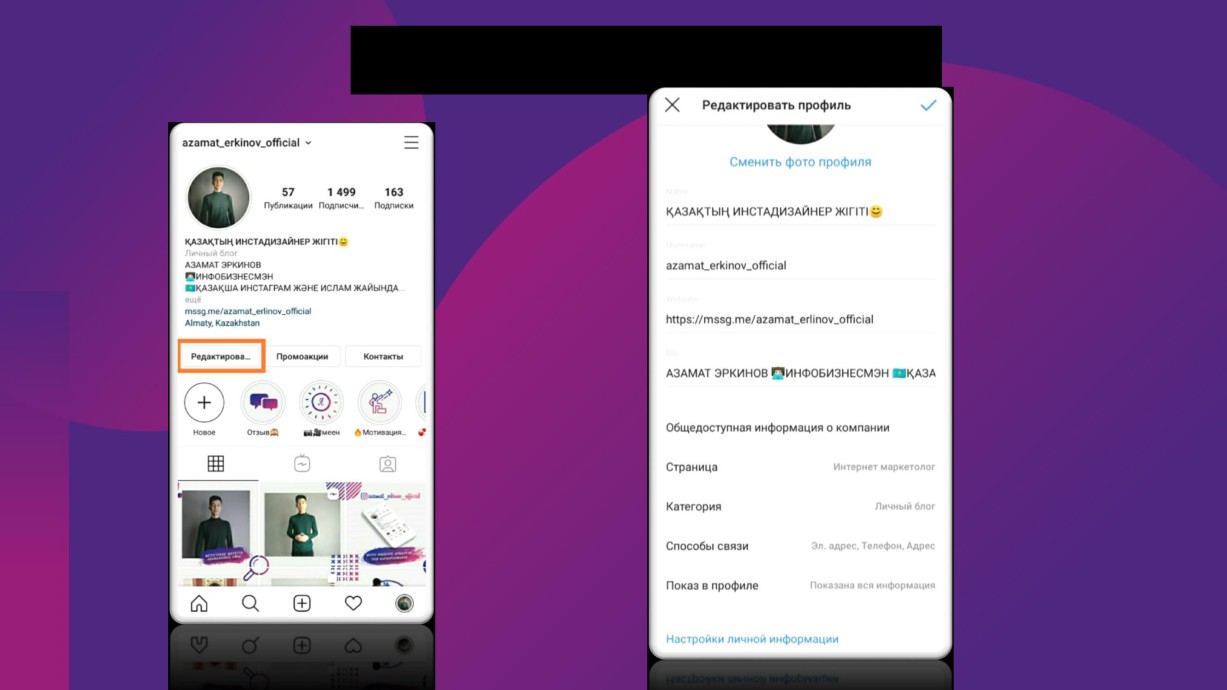 azamat_erkinov_official
57
1 499
163
Публикации
Подписчи...
Подписки
ҚАЗАҚТЫҢ ИНСТАДИЗАЙНЕР ЖІГІТІ😊
Личный блог
АЗАМАТ ЭРКИНОВ
👨🏻‍💻ИНФОБИЗНЕСМЭН
🇰🇿ҚАЗАҚША ИНСТАГРАМ ЖӘНЕ ИСЛАМ ЖАЙЫНДА...
ещё
mssg.me/azamat_erlinov_official
Almaty, Kazakhstan
Редактирова...
Промоакции
Контакты
Новое
Отзыв🙈
📷🎥меен
🔥Мотивация...
azamat_erkinov_official
Редактировать профиль
Сменить фото профиля
Name
ҚАЗАҚТЫҢ ИНСТАДИЗАЙНЕР ЖІГІТІ😊
Username
azamat_erkinov_official
Website
https://mssg.me/azamat_erlinov_official
Bio
АЗАМАТ ЭРКИНОВ 👨🏻‍💻ИНФОБИЗНЕСМЭН 🇰🇿ҚАЗА
Общедоступная информация о компании
Страница
Интернет маркетолог
Категория
Личный блог
Способы связи
Эл. адрес, Телефон, Адрес
Показ в профиле
Показана вся информация
Настройки личной информации